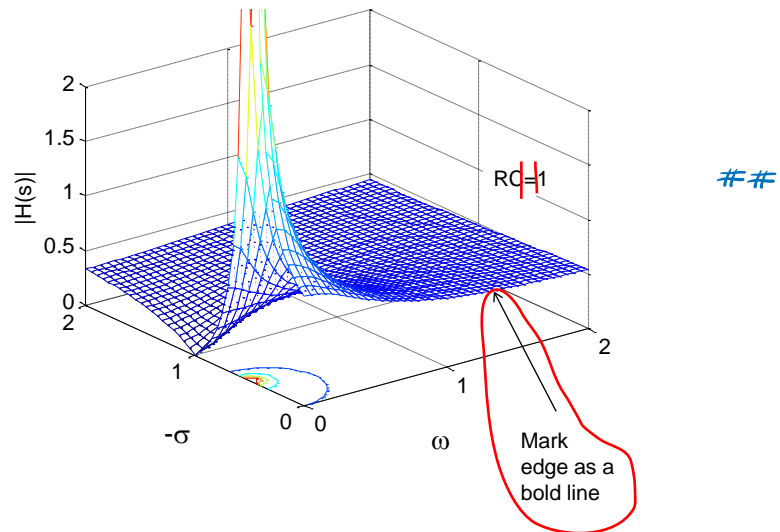 2
1.5
1
0.5
0
|H(s)|
2
1
0
-σ
0
1
2
ω
RC=1
##
Mark
edge as a
bold line